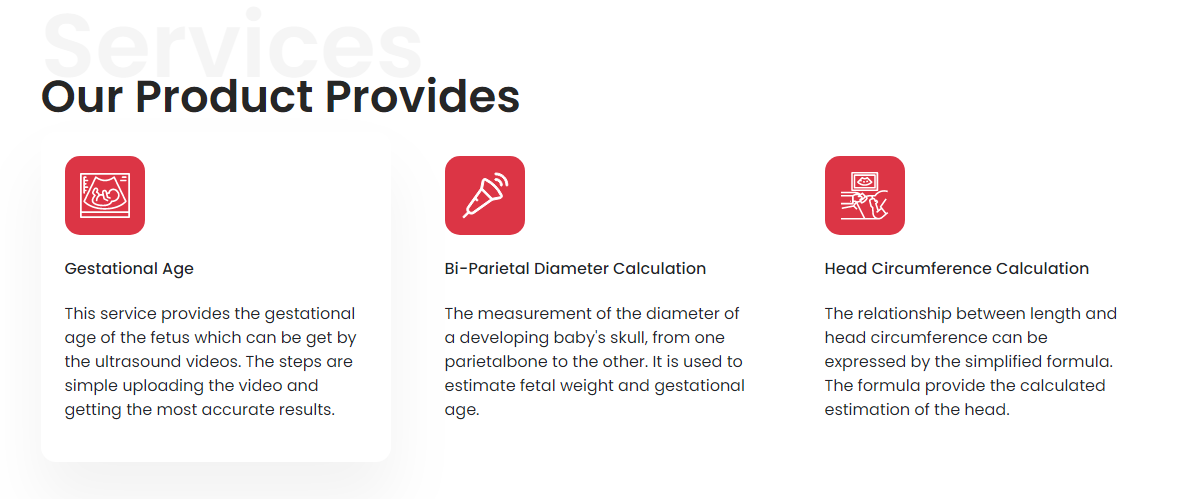 Services
Our Product Provides
Gestational Age
This service provides the gestational
age of the fetus which can be get by
the ultrasound videos. The steps are
simple uploading the video and
getting the most accurate results.
Bi-Parietal Diameter Calculation
The measurement of the diameter of
a developing baby's skull, from one
parietalbone to the other. It is used to
estimate fetal weight and gestational
age.
Head Circumference Calculation
The relationship between length and
head circumference can be
expressed by the simplified formula.
The formula provide the calculated
estimation of the head.